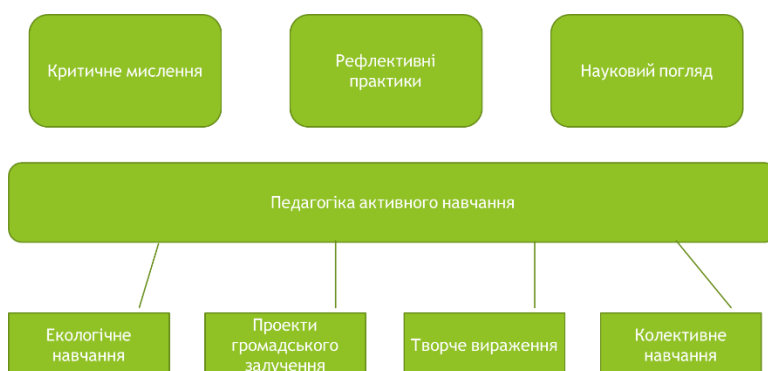 Критичне мислення
Рефлективні
практики
Науковий погляд
Педагогіка активного навчання
Екологічне
навчання
Проекти
громадського
залучення
Творче вираження
Колективне
навчання